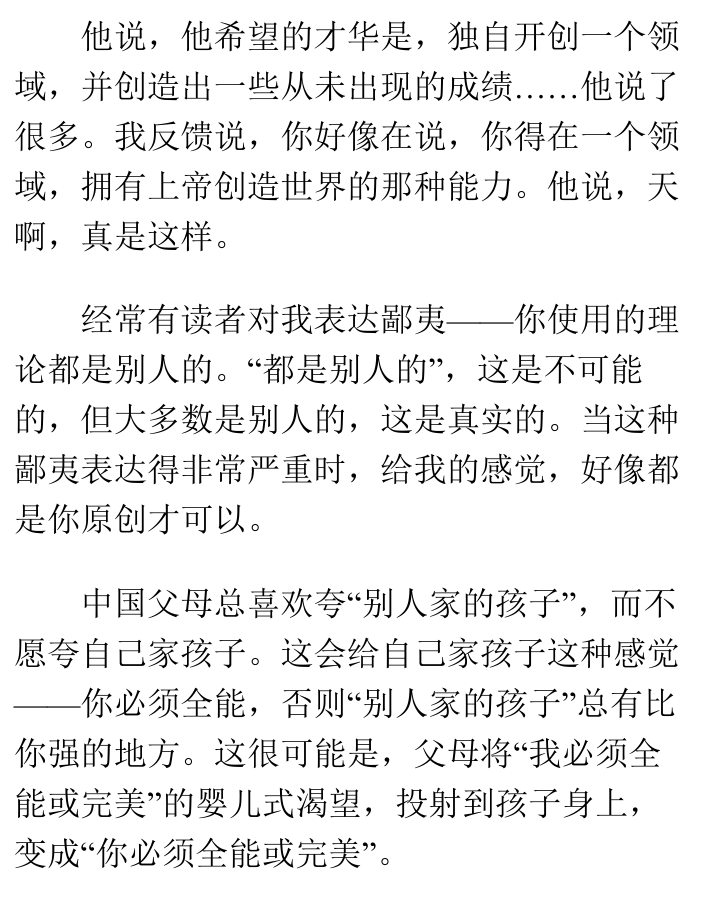 他说，他希望的才华是，独自开创一个领
域，并创造出一些从未出现的成绩……他说了
很多。我反馈说，你好像在说，你得在一个领
域，拥有上帝创造世界的那种能力。他说，天
啊，真是这样。
经常有读者对我表达鄙夷——你使用的理
论都是别人的。“都是别人的”，这是不可能
的，但大多数是别人的，这是真实的。当这种
鄙夷表达得非常严重时，给我的感觉，好像都
是你原创才可以。
中国父母总喜欢夸“别人家的孩子”，而不
愿夸自己家孩子。这会给自己家孩子这种感觉
——你必须全能，否则“别人家的孩子”总有比
你强的地方。这很可能是，父母将“我必须全
能或完美”的婴儿式渴望，投射到孩子身上，
变成“你必须全能或完美”。